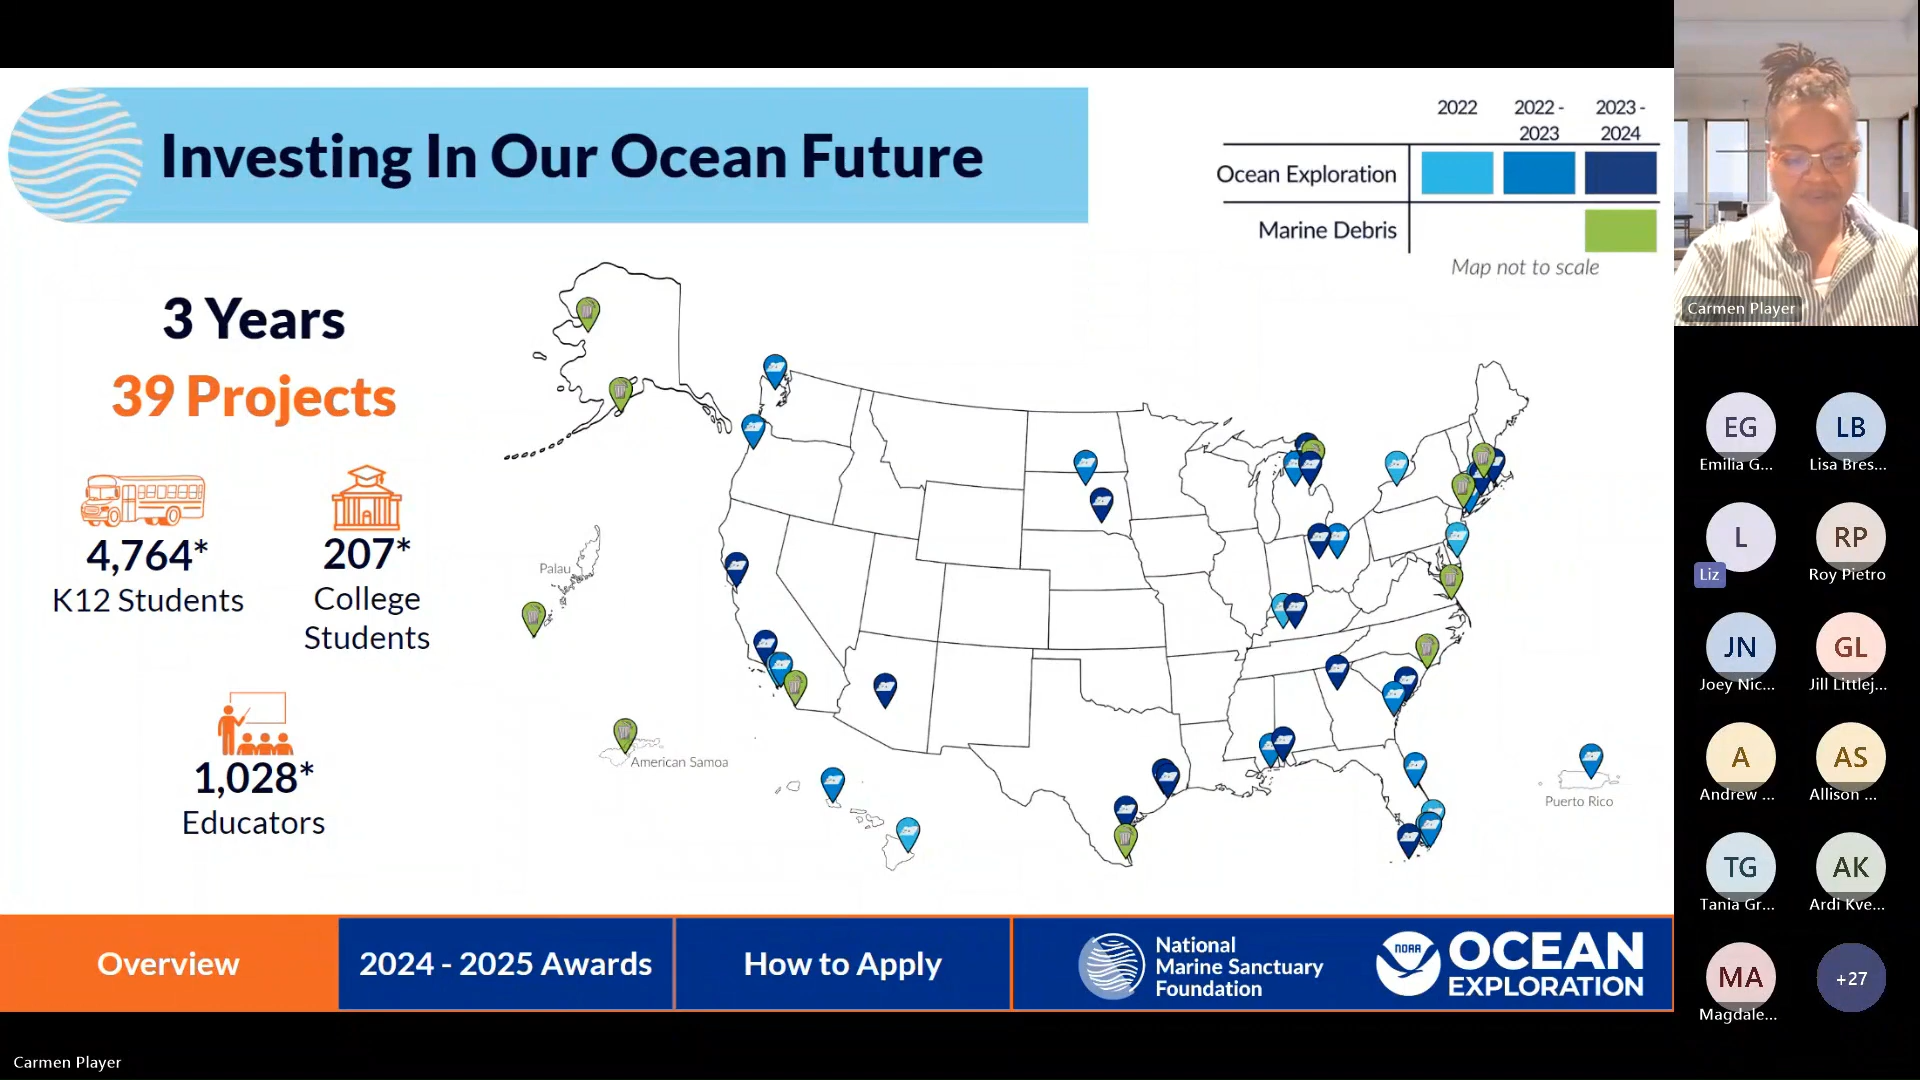 Investing In Our Ocean Future
2022
2022 -
2023
2023 -
2024
Ocean Exploration
Marine Debris
Map not to scale
3 Years
39 Projects
4,764*
K12 Students
207*
College
Students
1,028*
Educators
Palau
American Samoa
Puerto Rico
Overview
2024 - 2025 Awards
How to Apply
National
Marine Sanctuary
Foundation
NOAA
OCEAN
EXPLORATION
Carmen Player
Carmen Player
EG
Emilia G...
LB
Lisa Bres...
L
Liz
RP
Roy Pietro
JN
Joey Nic...
GL
Jill Littlej...
A
Andrew ...
AS
Allison ...
TG
Tania Gr...
AK
Ardi Kve...
MA
Magdale...
+27